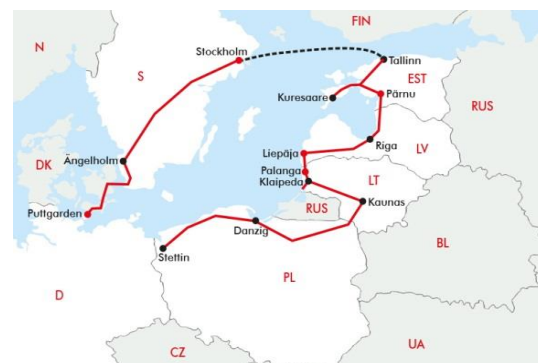 FIN
N
Stockholm
Tallinn
S
EST
Kuresaare
Pärnu
RUS
DK
Ängelholm
Riga
Liepäja
LV
Palanga
Klaipeda
LT
Puttgarden
RUS
Kaunas
Danzig
BL
Stettin
D
PL
CZ
UA